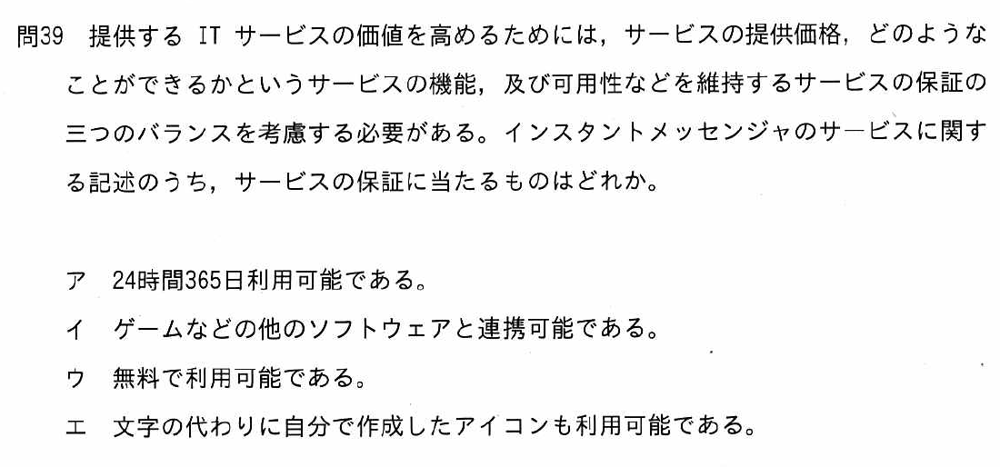 問39 提供する IT サービスの価値を高めるためには，サービスの提供価格，どのような
ことができるかというサービスの機能，及び可用性などを維持するサービスの保証の
三つのバランスを考慮する必要がある。インスタントメッセンジャのサービスに関す
る記述のうち，サービスの保証に当たるものはどれか。
ア 24時間365日利用可能である。
イ ゲームなどの他のソフトウェアと連携可能である。
ウ 無料で利用可能である。
エ 文字の代わりに自分で作成したアイコンも利用可能である。